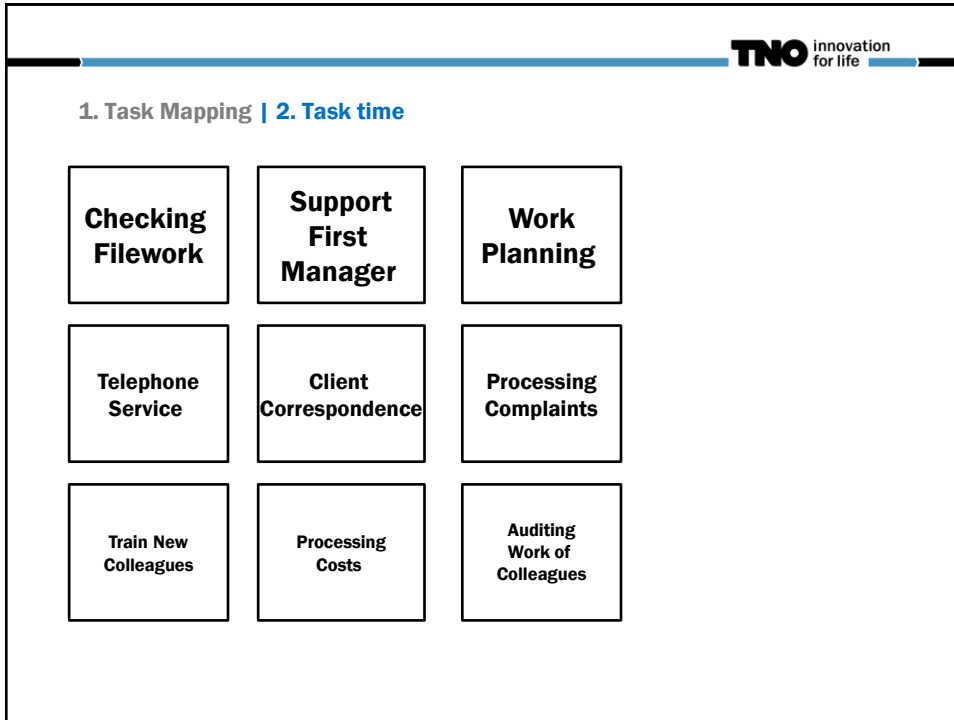 TNO innovation
for life
1. Task Mapping | 2. Task time
Checking
Filework
Support
First
Manager
Work
Planning
Telephone
Service
Client
Correspondence
Processing
Complaints
Train New
Colleagues
Processing
Costs
Auditing
Work of
Colleagues